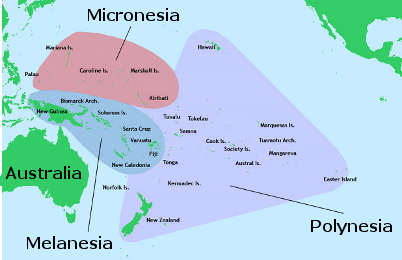 Micronesia
Hawaii
Mariana Is.
Palau
Caroline Is.
Marshall Is.
Kiribati
Bismarck Arch.
New Guinea
Solomon Is.
Tuvalu
Tokelau
Santa Cruz
Samoa
Marquesas Is.
Vanuatu
Cook Is.
Tuamotu Arch.
Fiji
Society Is.
Mangareva
New Caledonia
Tonga
Austral Is.
Australia
Norfolk Is.
Kermadec Is.
Easter Island
New Zealand
Polynesia
Melanesia